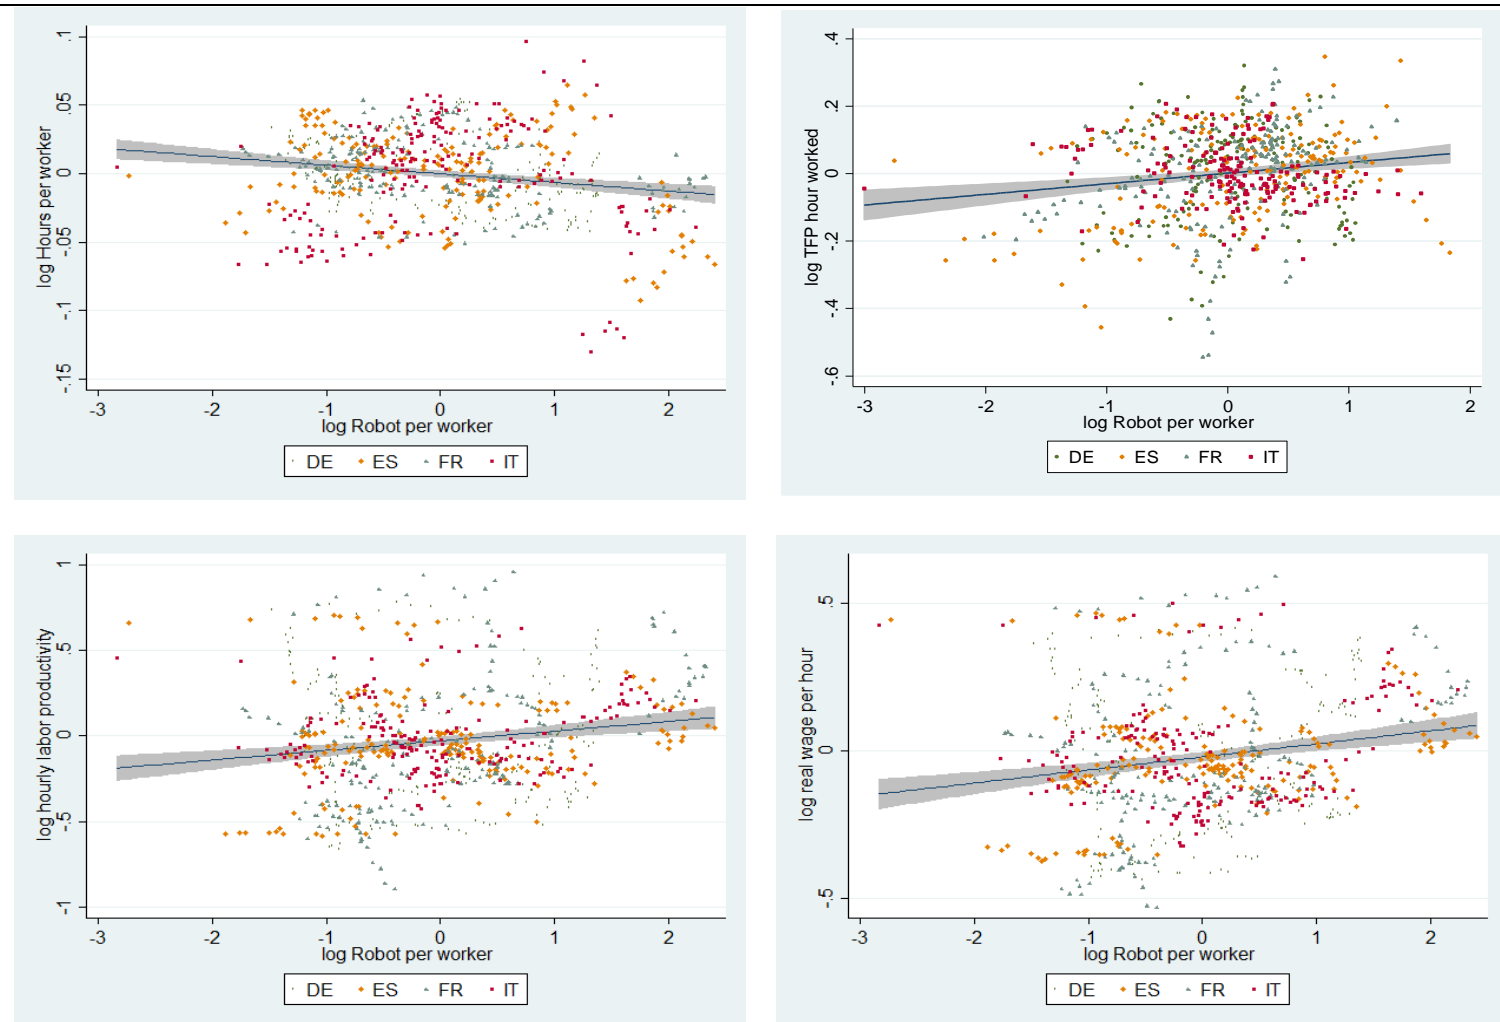 .1
.05
0
-.05
-.1
-.15
log Hours per worker
-3 -2 -1 0 1 2
log Robot per worker
DE ES FR IT
.4
.2
0
-.2
-.4
-.6
log TFP hour worked
-3 -2 -1 0 1 2
log Robot per worker
DE ES FR IT
1
.5
0
-.5
-1
log hourly labor productivity
-3 -2 -1 0 1 2
log Robot per worker
DE ES FR IT
.5
0
-.5
log real wage per hour
-3 -2 -1 0 1 2
log Robot per worker
DE ES FR IT